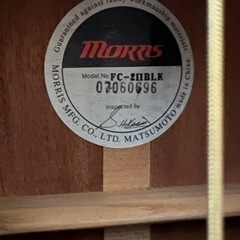 Guaranteed against faulty workmanship & materials
MORRIS
Model.No FC-211BLK
07060696
Inspected by
MORRIS MFG. CO., LTD. MATSUMOTO made in China